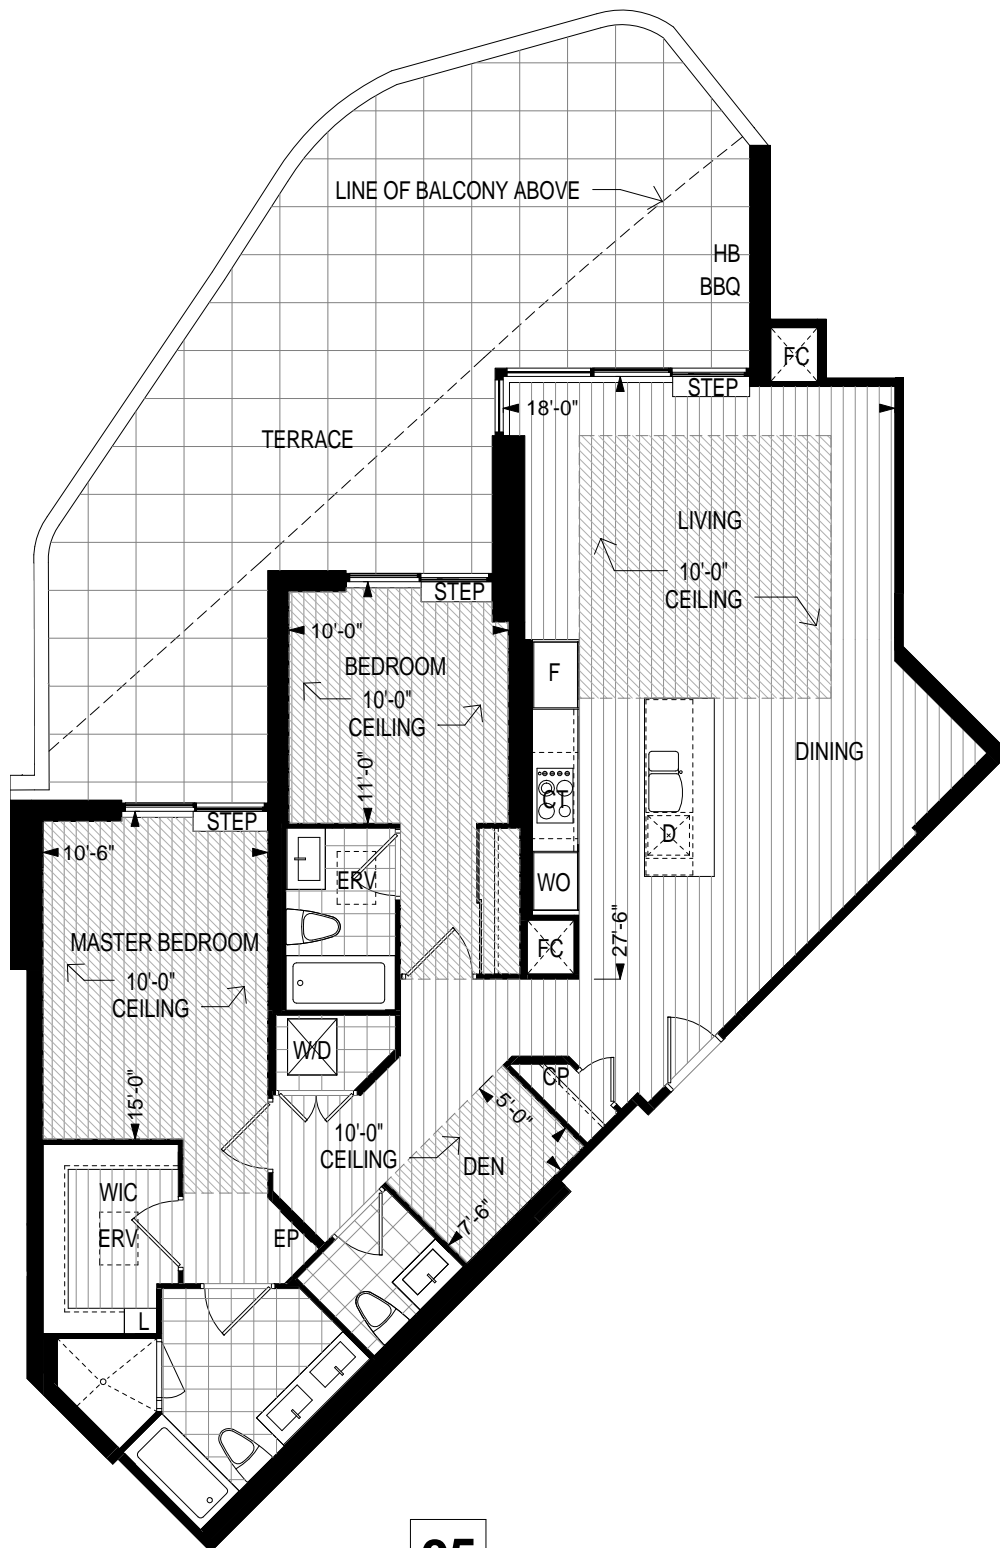 LINE OF BALCONY ABOVE
HB
BBQ
FC
STEP
18'-0"
TERRACE
LIVING
10'-0"
CEILING
STEP
10'-0"
BEDROOM
10'-0"
CEILING
F
11'-0"
DINING
CT
STEP
10'-6"
D
ERV
WO
MASTER BEDROOM
10'-0"
CEILING
FC
27'-6"
W/D
CP
15'-0"
5'-0"
10'-0"
CEILING
DEN
WIC
ERV
EP
7'-6"
L